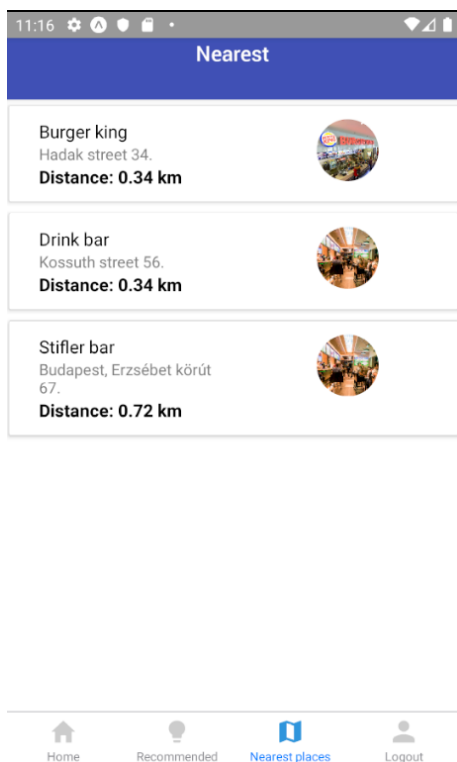 11:16
Nearest
Burger king
Hadak street 34.
Distance: 0.34 km
Drink bar
Kossuth street 56.
Distance: 0.34 km
Stifler bar
Budapest, Erzsébet körút
67.
Distance: 0.72 km
Home Recommended Nearest places Logout